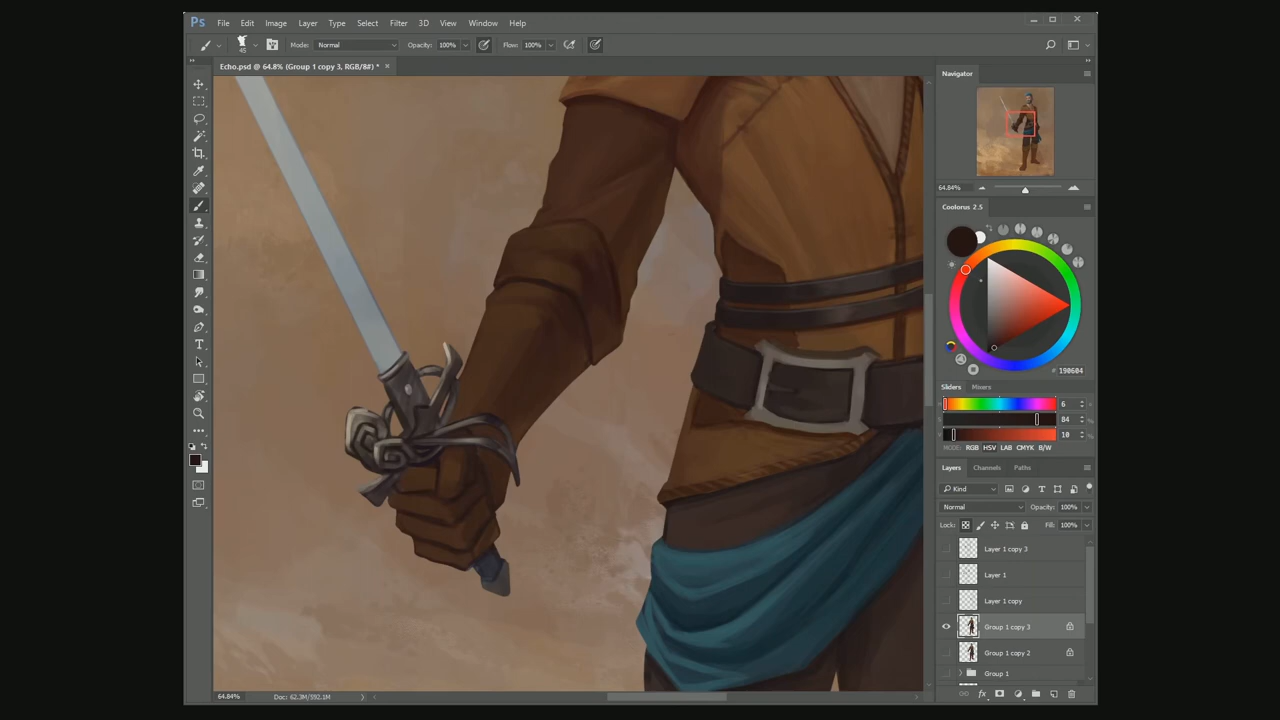 Ps File Edit Image Layer Type Select Filter 3D View Window Help
45 Mode: Normal Opacity: 100% Flow: 100%
Echo.psd @ 64.8% (Group 1 copy 3, RGB/8#) * ×
Navigator
64.84%
Colorus 2.5
# 190604
Sliders Mixers
6
84
10
MODE: RGB HSV LAB CMYK B/W
Layers Channels Paths
Kind
Normal Opacity: 100%
Lock: Fill: 100%
Layer 1 copy 3
Layer 1
Layer 1 copy
Group 1 copy 3
Group 1 copy 2
Group 1
64.84% Doc: 62.3M/592.1M